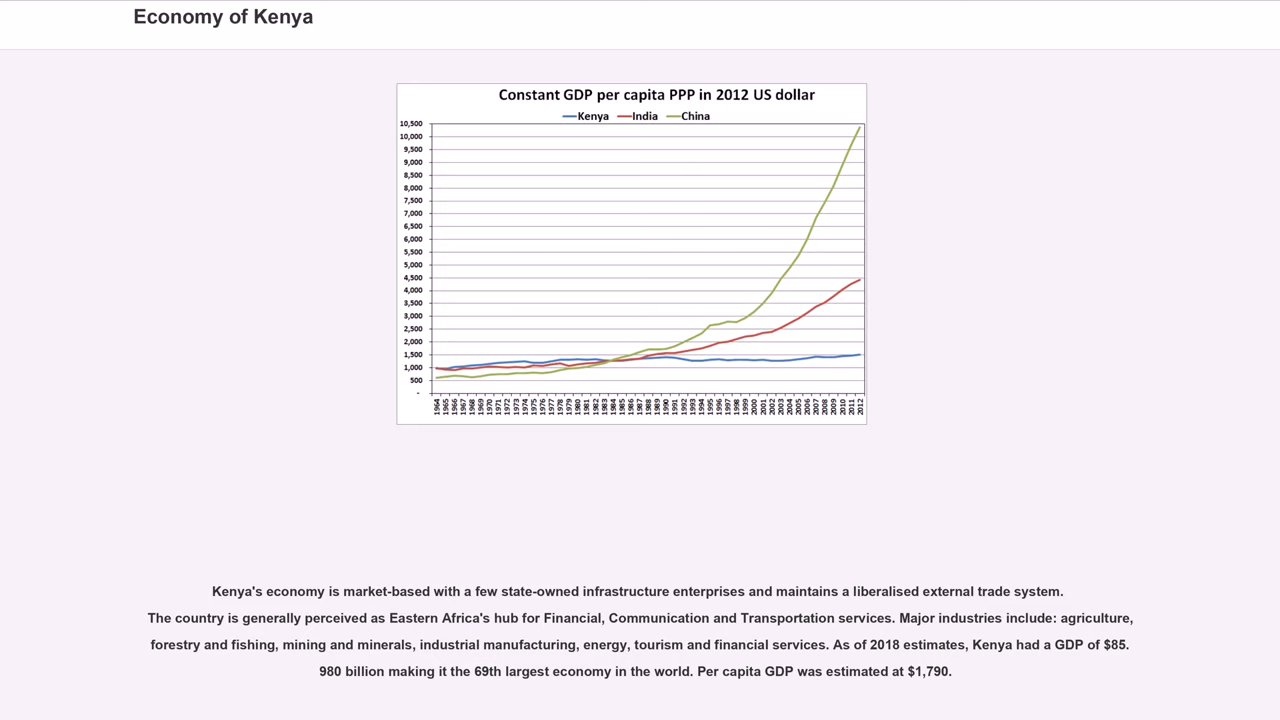 Economy of Kenya
Constant GDP per capita PPP in 2012 US dollar
Kenya India China
10,500
10,000
9,500
9,000
8,500
8,000
7,500
7,000
6,500
6,000
5,500
5,000
4,500
4,000
3,500
3,000
2,500
2,000
1,500
1,000
500
-
1964 1965 1966 1967 1968 1969 1970 1971 1972 1973 1974 1975 1976 1977 1978 1979 1980 1981 1982 1983 1984 1985 1986 1987 1988 1989 1990 1991 1992 1993 1994 1995 1996 1997 1998 1999 2000 2001 2002 2003 2004 2005 2006 2007 2008 2009 2010 2011 2012
Kenya's economy is market-based with a few state-owned infrastructure enterprises and maintains a liberalised external trade system.
The country is generally perceived as Eastern Africa's hub for Financial, Communication and Transportation services. Major industries include: agriculture,
forestry and fishing, mining and minerals, industrial manufacturing, energy, tourism and financial services. As of 2018 estimates, Kenya had a GDP of $85.
980 billion making it the 69th largest economy in the world. Per capita GDP was estimated at $1,790.